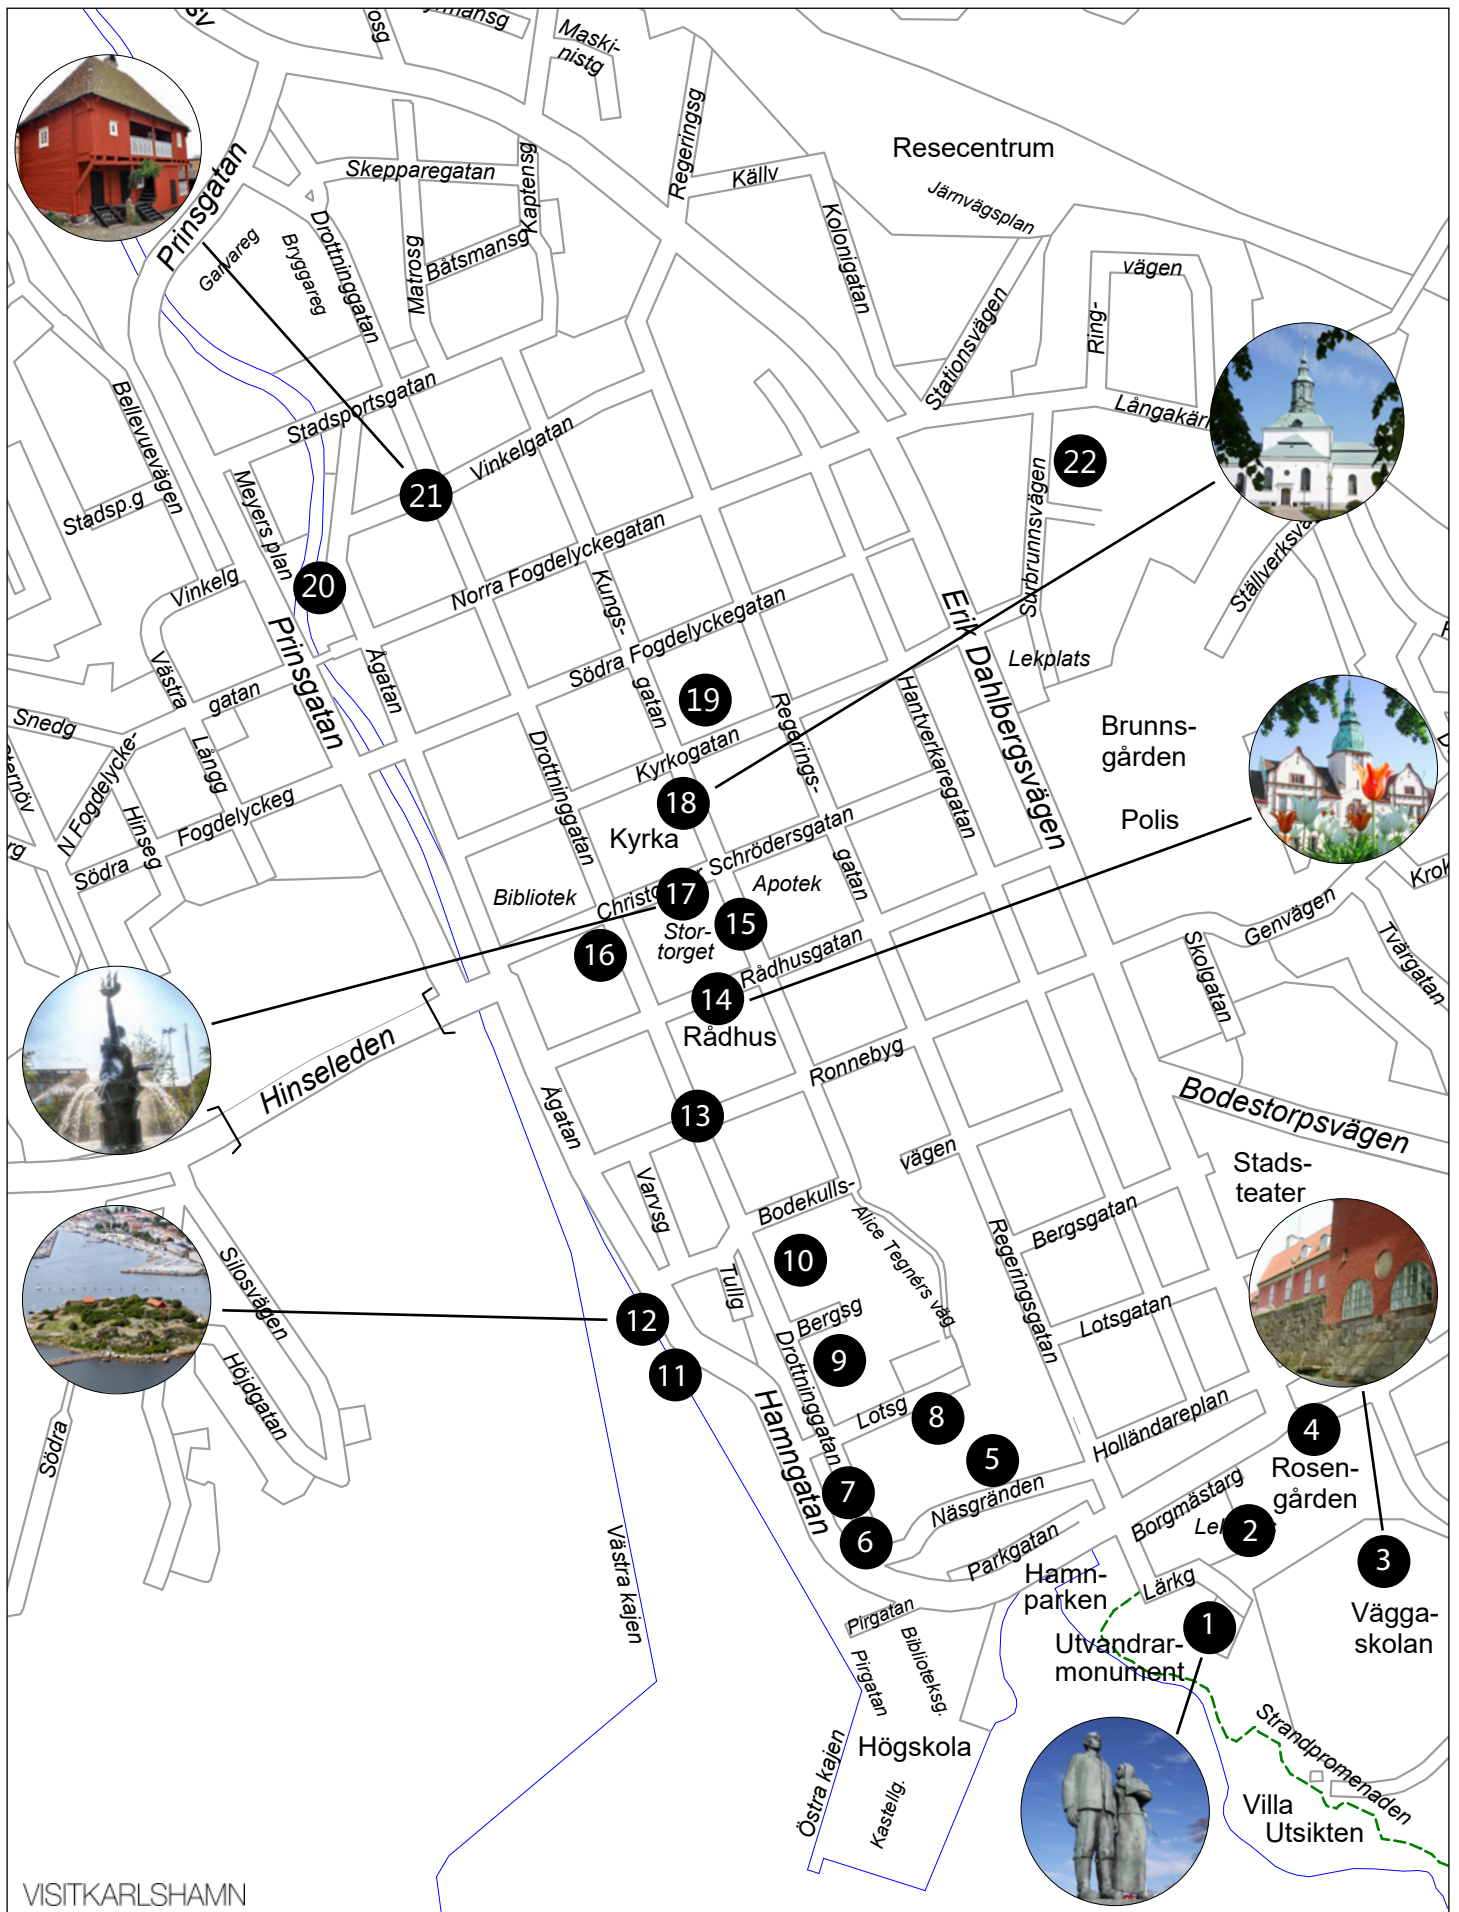 osg
Maski-
nistg
Regeringsg
Resecentrum
Skepparegatan
Kaptensg
Källv
Järnvägsplan
Prinsgatan
Garvareg
Bryggareg
Drottninggatan
Matrosg
Båtsmansg
Kolonigatan
vägen
Ring-
Stationsvägen
Bellevuevägen
Stadsportsgatan
Vinkelgatan
Långakärr
21
22
Stadsp.g
Meyers plan
Norra Fogdelyckegatan
Surbrunnsvägen
Ställverksvä
Vinkelg
20
Kungs-
gatan
Södra Fogdelyckegatan
Erik Dahlbergsvägen
Prinsgatan
Ågatan
Västra
gatan
Lekplats
19
Snedg
N Fogdelycke-
Långg
Drottninggatan
Kyrkogatan
Regerings-
gatan
Hantverkaregatan
Brunns-
gården
Hinseg
Fogdelyckeg
Södra
rg
18
Kyrka
Polis
Schrödersgatan
Krok
Bibliotek
17
Apotek
15
16
Stor-
torget
Rådhusgatan
Genvägen
Skolgatan
Tvärgatan
14
Rådhus
Hinseleden
Ronnebyg
vägen
Ågatan
13
Bodestorpsvägen
Varvsg
Bodekulls-
Stads-
teater
Alice Tegnérs väg
Bergsgatan
Regeringsgatan
10
Tullg
Silosvägen
Bergsg
Lotsgatan
12
11
9
Höjdgatan
Drottninggatan
Hamngatan
Lotsg
8
Holländareplan
4
Rosen-
gården
Södra
5
7
Näsgränden
Borgmästarg
2
6
Parkgatan
3
Västra kajen
Hamn-
parken
Lärkg
Vägga-
skolan
Pirgatan
1
Utvandrar-
monument
Pirgatan
Biblioteksg.
Strandpromenaden
Högskola
Östra kajen
Kastellg.
Villa
Utsikten
VISITKARLSHAMN